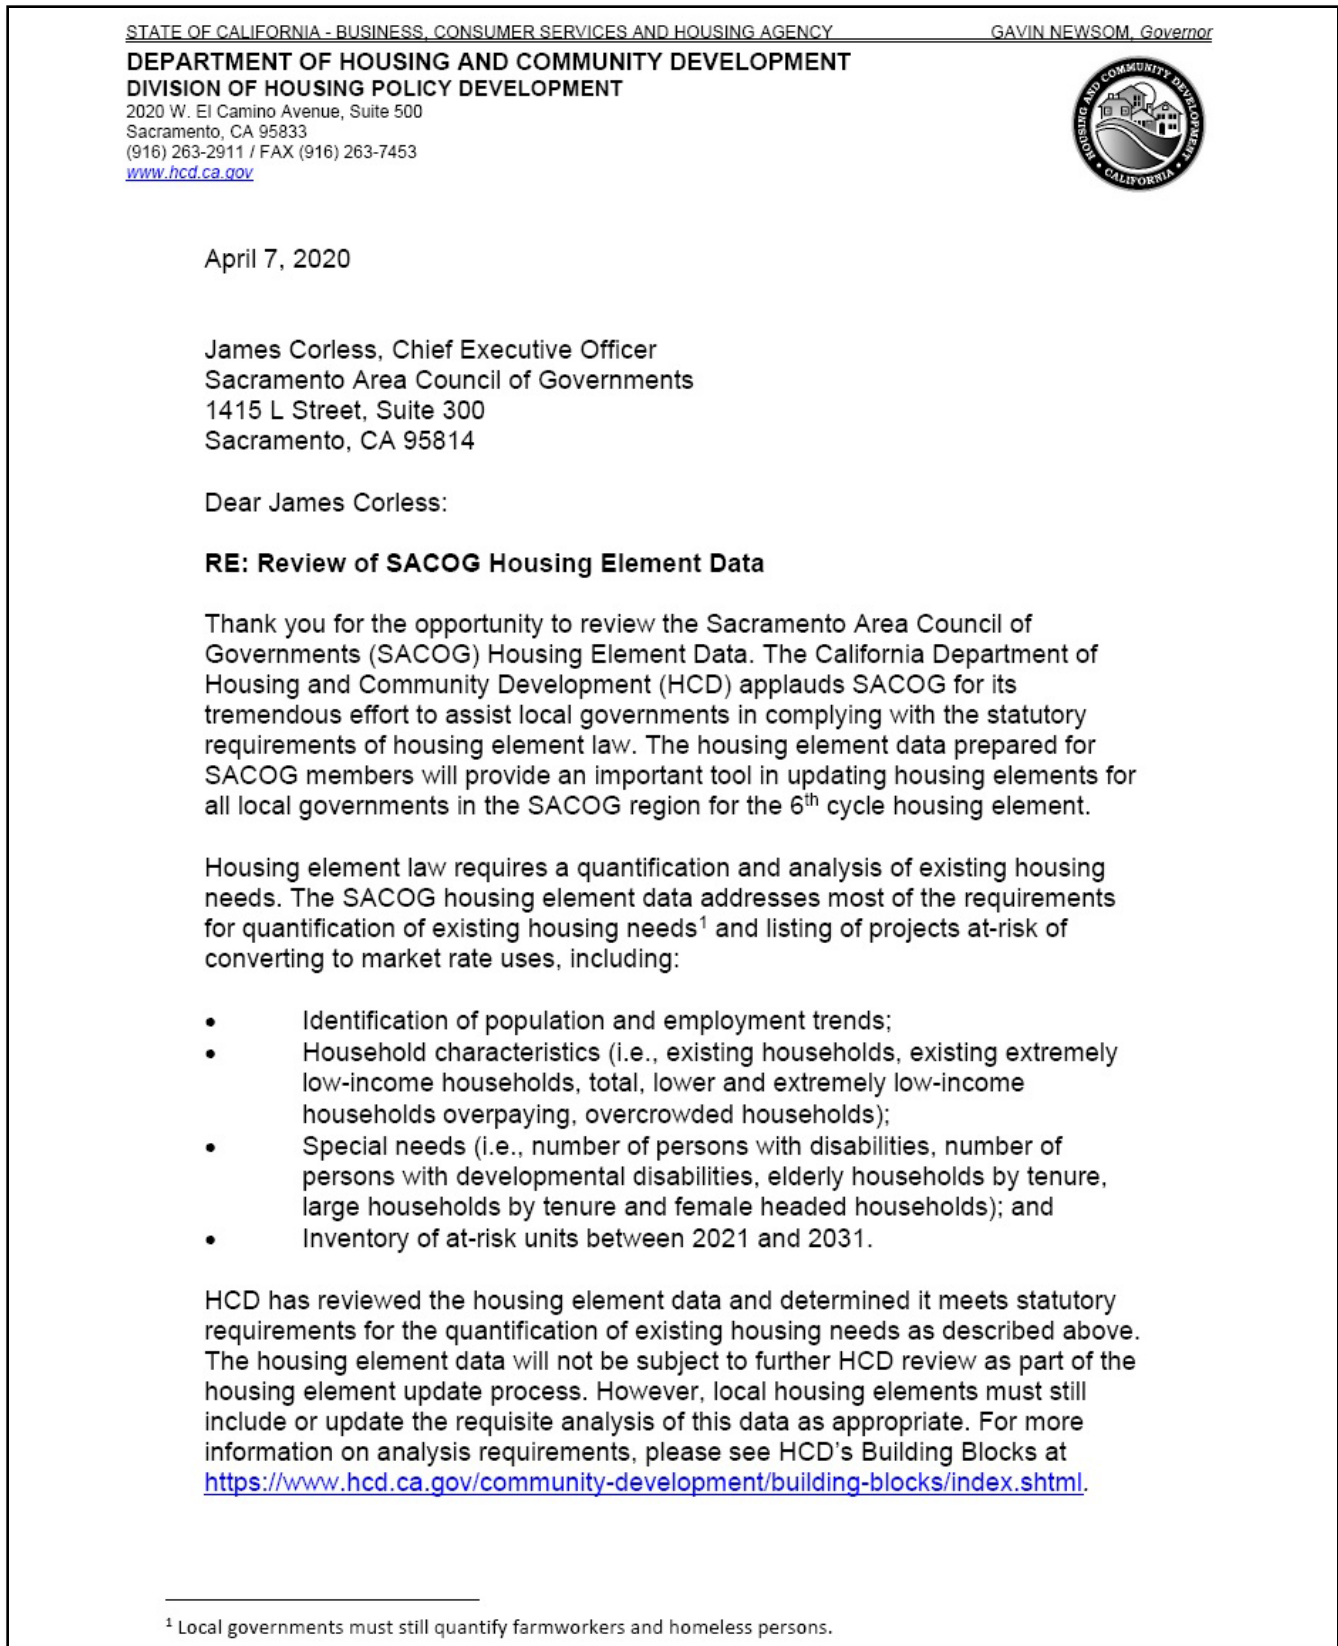 STATE OF CALIFORNIA - BUSINESS, CONSUMER SERVICES AND HOUSING AGENCY GAVIN NEWSOM, Governor
DEPARTMENT OF HOUSING AND COMMUNITY DEVELOPMENT
DIVISION OF HOUSING POLICY DEVELOPMENT
2020 W. El Camino Avenue, Suite 500
Sacramento, CA 95833
(916) 263-2911 / FAX (916) 263-7453
www.hcd.ca.gov
HOUSING AND COMMUNITY DEVELOPMENT • CALIFORNIA •
April 7, 2020
James Corless, Chief Executive Officer
Sacramento Area Council of Governments
1415 L Street, Suite 300
Sacramento, CA 95814
Dear James Corless:
RE: Review of SACOG Housing Element Data
Thank you for the opportunity to review the Sacramento Area Council of
Governments (SACOG) Housing Element Data. The California Department of
Housing and Community Development (HCD) applauds SACOG for its
tremendous effort to assist local governments in complying with the statutory
requirements of housing element law. The housing element data prepared for
SACOG members will provide an important tool in updating housing elements for
all local governments in the SACOG region for the 6th cycle housing element.
Housing element law requires a quantification and analysis of existing housing
needs. The SACOG housing element data addresses most of the requirements
for quantification of existing housing needs1 and listing of projects at-risk of
converting to market rate uses, including:
• Identification of population and employment trends;
• Household characteristics (i.e., existing households, existing extremely
low-income households, total, lower and extremely low-income
households overpaying, overcrowded households);
• Special needs (i.e., number of persons with disabilities, number of
persons with developmental disabilities, elderly households by tenure,
large households by tenure and female headed households); and
• Inventory of at-risk units between 2021 and 2031.
HCD has reviewed the housing element data and determined it meets statutory
requirements for the quantification of existing housing needs as described above.
The housing element data will not be subject to further HCD review as part of the
housing element update process. However, local housing elements must still
include or update the requisite analysis of this data as appropriate. For more
information on analysis requirements, please see HCD's Building Blocks at
https://www.hcd.ca.gov/community-development/building-blocks/index.shtml.
1 Local governments must still quantify farmworkers and homeless persons.